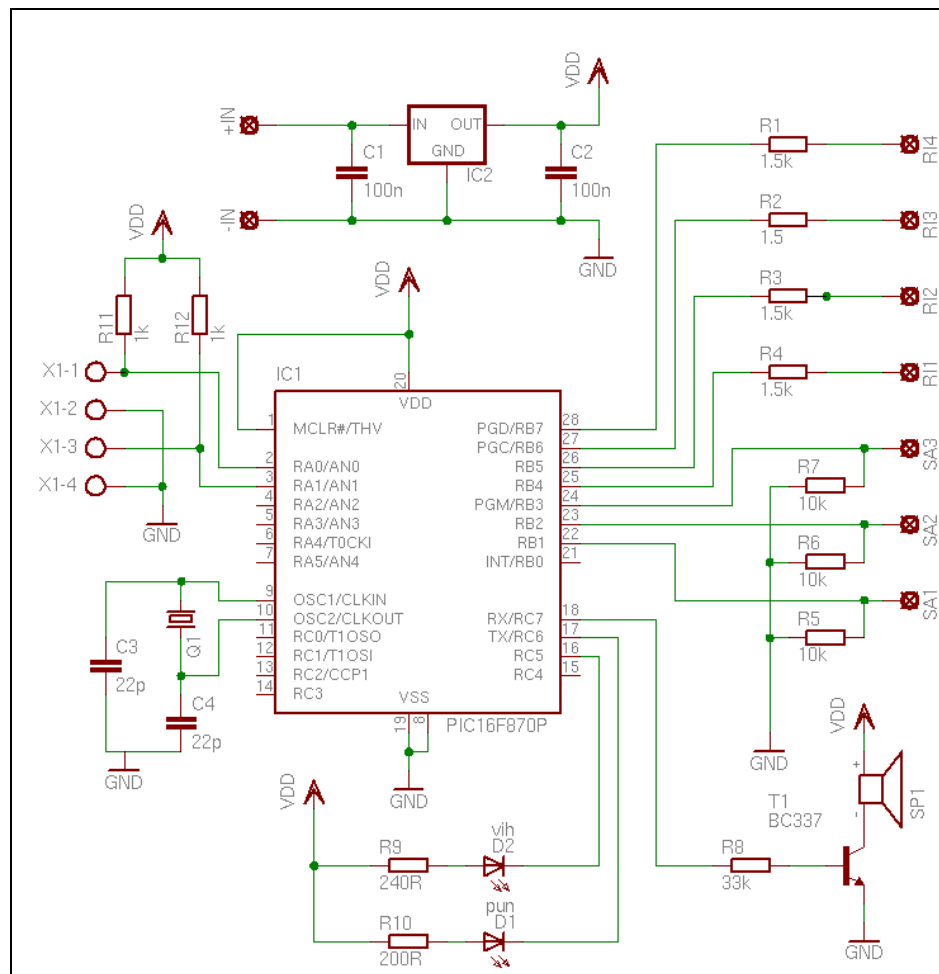 VDD
+IN
IN OUT
GND
IC2
C1
100n
C2
100n
-IN
GND
R1
1.5k
RI4
R2
1.5
RI3
R3
1.5k
RI2
R4
1.5k
RI1
VDD
R11
1k
R12
1k
VDD
X1-1
X1-2
X1-3
X1-4
GND
IC1
20
VDD
1 MCLR#/THV
2 RA0/AN0
3 RA1/AN1
4 RA2/AN2
5 RA3/AN3
6 RA4/T0CKI
7 RA5/AN4
9 OSC1/CLKIN
10 OSC2/CLKOUT
11 RC0/T1OSO
12 RC1/T1OSI
13 RC2/CCP1
14 RC3
PGD/RB7 28
PGC/RB6 27
RB5 26
RB4 25
PGM/RB3 24
RB2 23
RB1 22
INT/RB0 21
RX/RC7 18
TX/RC6 17
RC5 16
RC4 15
VSS
19
8
PIC16F870P
GND
R7
10k
SA3
R6
10k
SA2
R5
10k
SA1
GND
C3
22p
Q1
C4
22p
GND
VDD
R9
240R
vih
D2
R10
200R
pun
D1
R8
33k
T1
BC337
VDD
+
-
SP1
GND